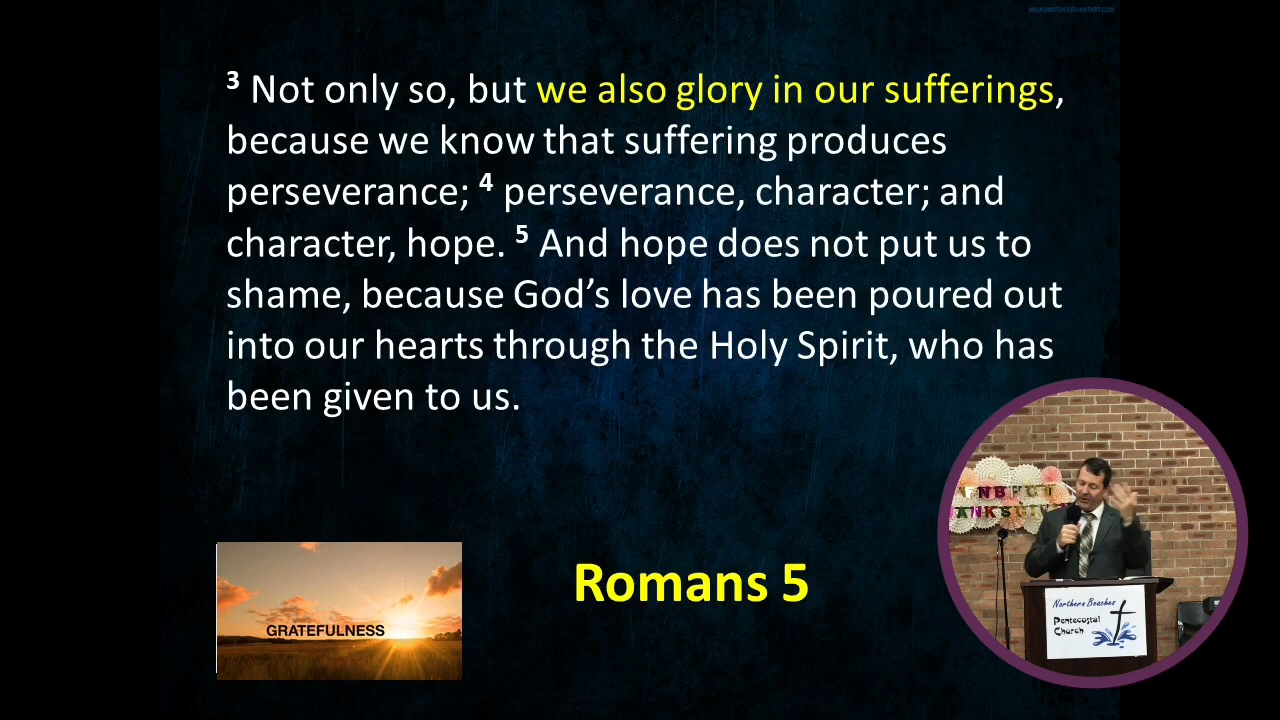 WALKSWITCH.DEVIANTART.COM
3 Not only so, but we also glory in our sufferings,
because we know that suffering produces
perseverance; 4 perseverance, character; and
character, hope. 5 And hope does not put us to
shame, because God’s love has been poured out
into our hearts through the Holy Spirit, who has
been given to us.
GRATEFULNESS
Romans 5
Northern Beaches
Pentecostal
Church